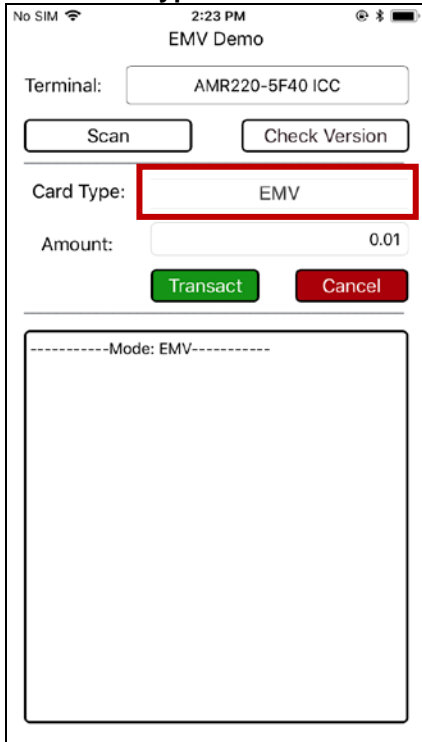 No SIM 2:23 PM
EMV Demo
Terminal: AMR220-5F40 ICC
Scan Check Version
Card Type: EMV
Amount: 0.01
Transact Cancel
-----------Mode: EMV-----------